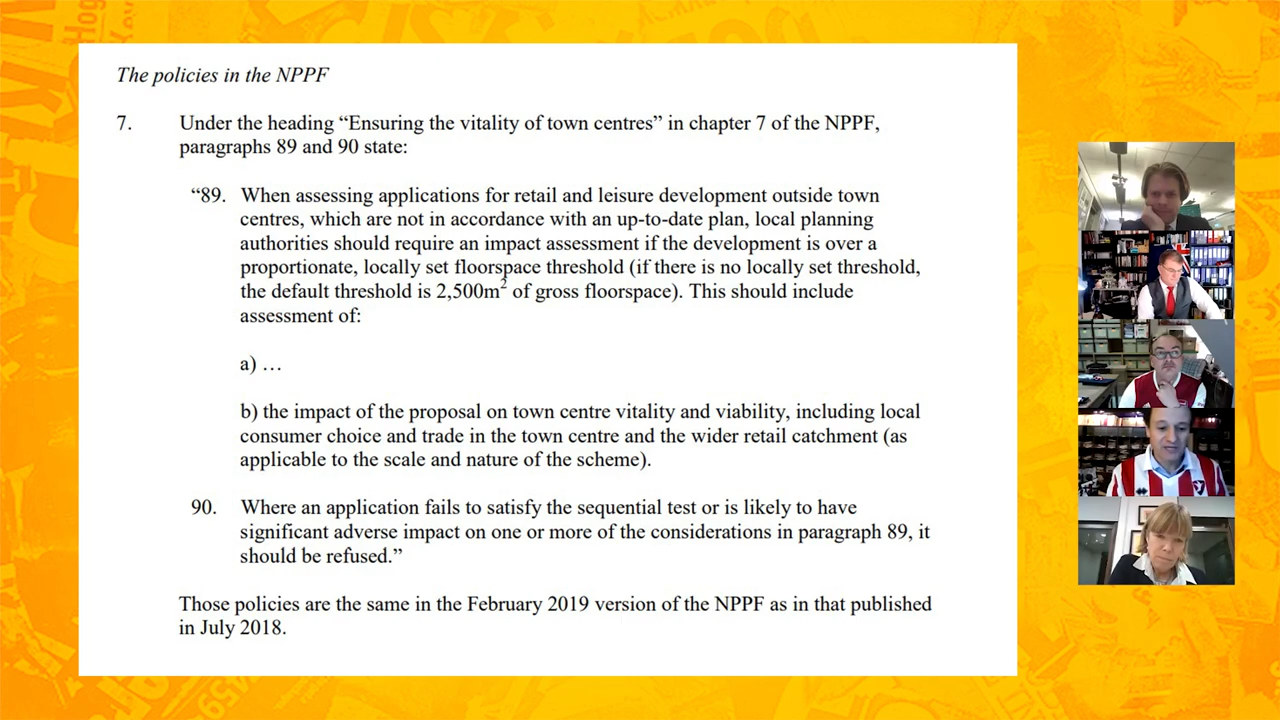 The policies in the NPPF
7. Under the heading “Ensuring the vitality of town centres” in chapter 7 of the NPPF,
paragraphs 89 and 90 state:
“89. When assessing applications for retail and leisure development outside town
centres, which are not in accordance with an up-to-date plan, local planning
authorities should require an impact assessment if the development is over a
proportionate, locally set floorspace threshold (if there is no locally set threshold,
the default threshold is 2,500m² of gross floorspace). This should include
assessment of:
a) …
b) the impact of the proposal on town centre vitality and viability, including local
consumer choice and trade in the town centre and the wider retail catchment (as
applicable to the scale and nature of the scheme).
90. Where an application fails to satisfy the sequential test or is likely to have
significant adverse impact on one or more of the considerations in paragraph 89, it
should be refused.”
Those policies are the same in the February 2019 version of the NPPF as in that published
in July 2018.